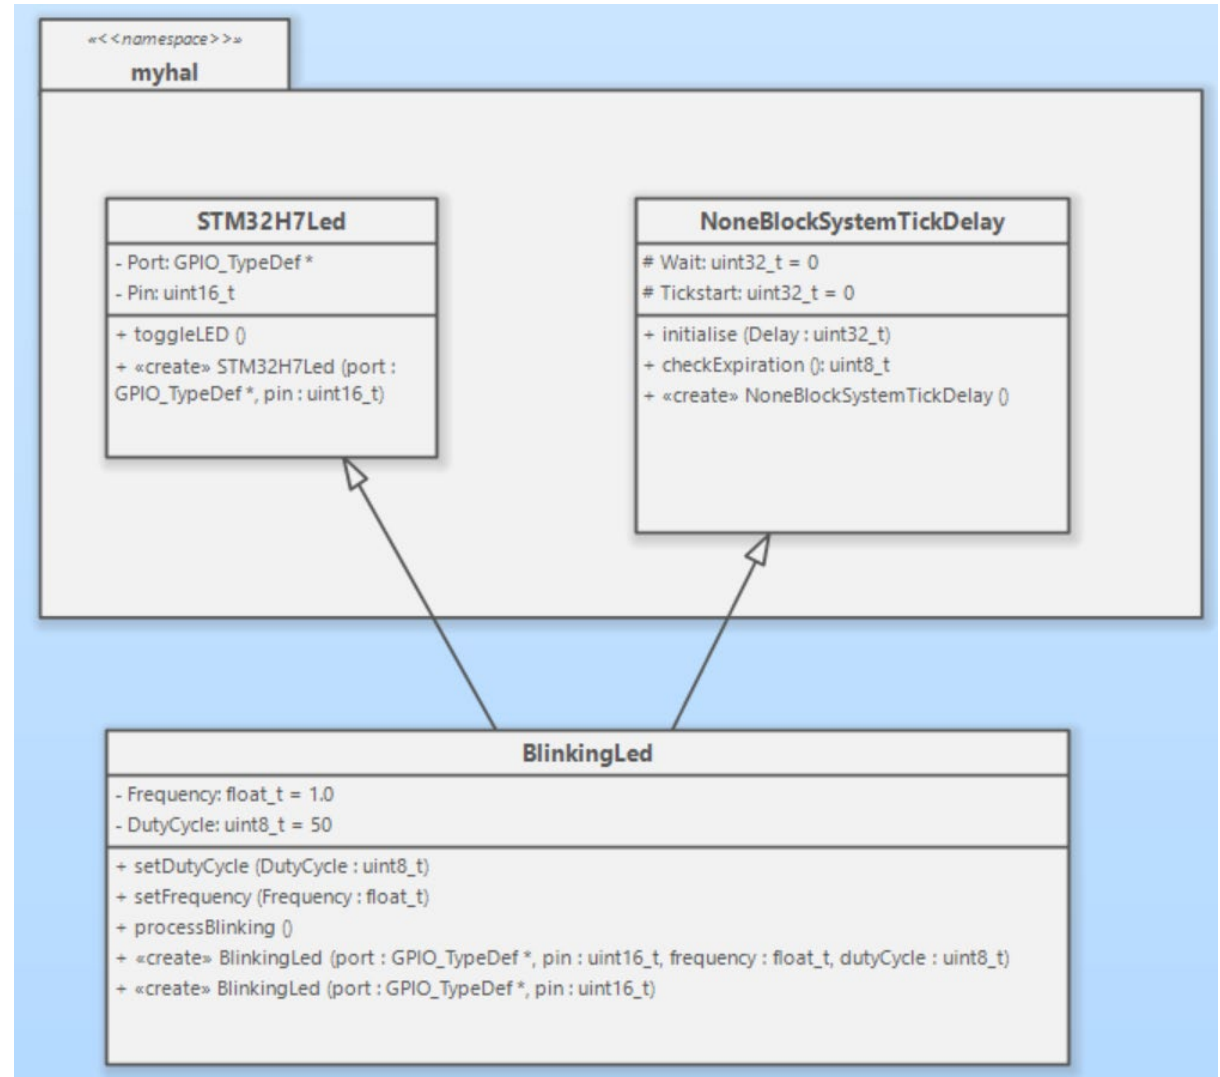 «<<namespace>>»
myhal
STM32H7Led
- Port: GPIO_TypeDef *
- Pin: uint16_t
+ toggleLED ()
+ «create» STM32H7Led (port :
GPIO_TypeDef *, pin : uint16_t)
NoneBlockSystemTickDelay
# Wait: uint32_t = 0
# Tickstart: uint32_t = 0
+ initialise (Delay : uint32_t)
+ checkExpiration (): uint8_t
+ «create» NoneBlockSystemTickDelay ()
BlinkingLed
- Frequency: float_t = 1.0
- DutyCycle: uint8_t = 50
+ setDutyCycle (DutyCycle : uint8_t)
+ setFrequency (Frequency : float_t)
+ processBlinking ()
+ «create» BlinkingLed (port : GPIO_TypeDef *, pin : uint16_t, frequency : float_t, dutyCycle : uint8_t)
+ «create» BlinkingLed (port : GPIO_TypeDef *, pin : uint16_t)